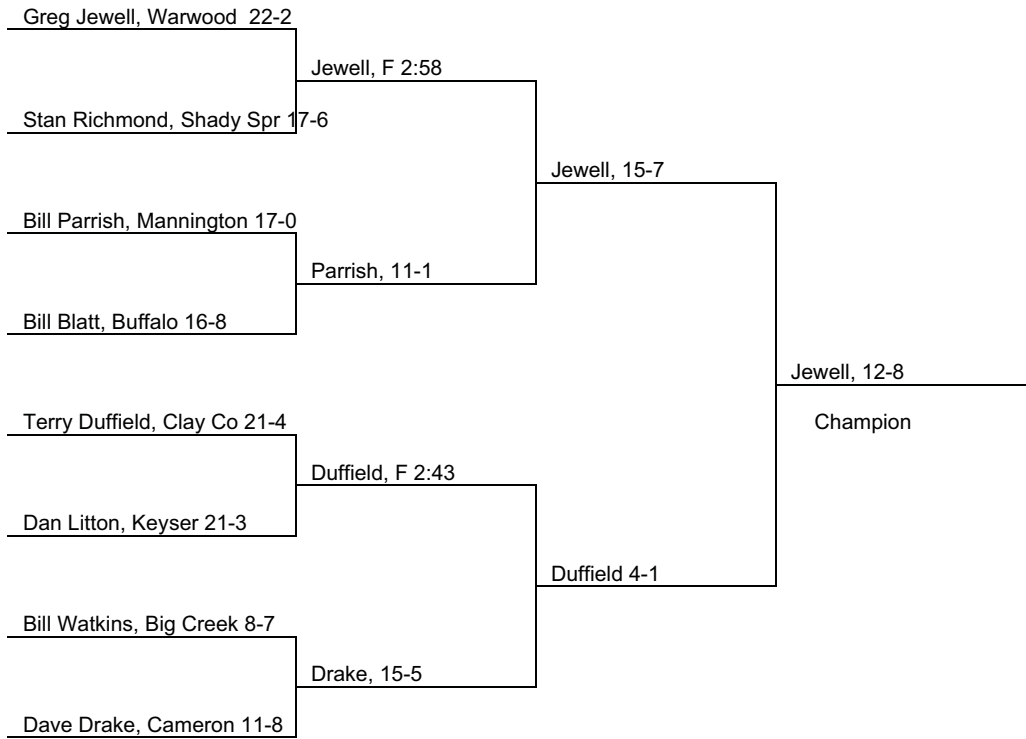 Greg Jewell, Warwood  22-2
Jewell, F 2:58
Stan Richmond, Shady Spr 17-6
Jewell, 15-7
Bill Parrish, Mannington 17-0
Parrish, 11-1
Bill Blatt, Buffalo 16-8
Jewell, 12-8
Champion
Terry Duffield, Clay Co 21-4
Duffield, F 2:43
Dan Litton, Keyser 21-3
Duffield 4-1
Bill Watkins, Big Creek 8-7
Drake, 15-5
Dave Drake, Cameron 11-8